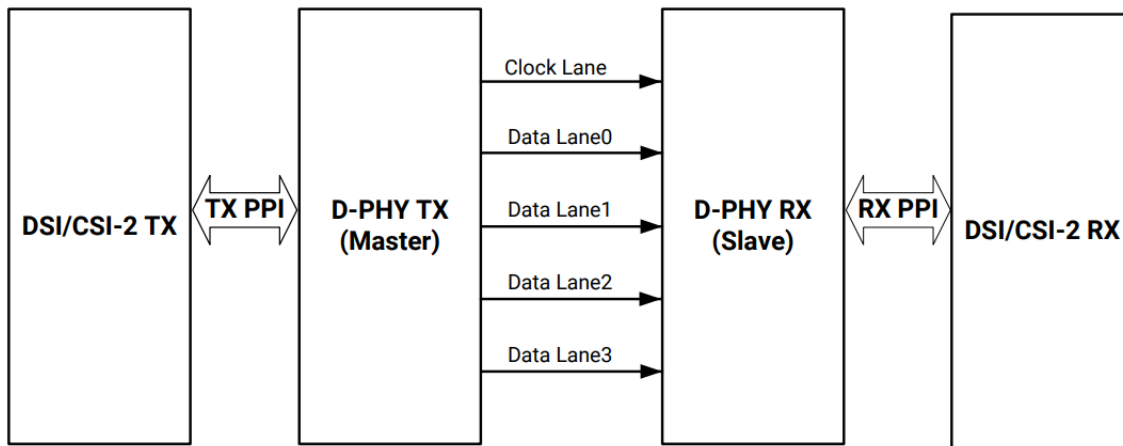 Clock Lane
Data Lane0
DSI/CSI-2 TX
TX PPI
D-PHY TX
(Master)
Data Lane1
D-PHY RX
(Slave)
RX PPI
DSI/CSI-2 RX
Data Lane2
Data Lane3